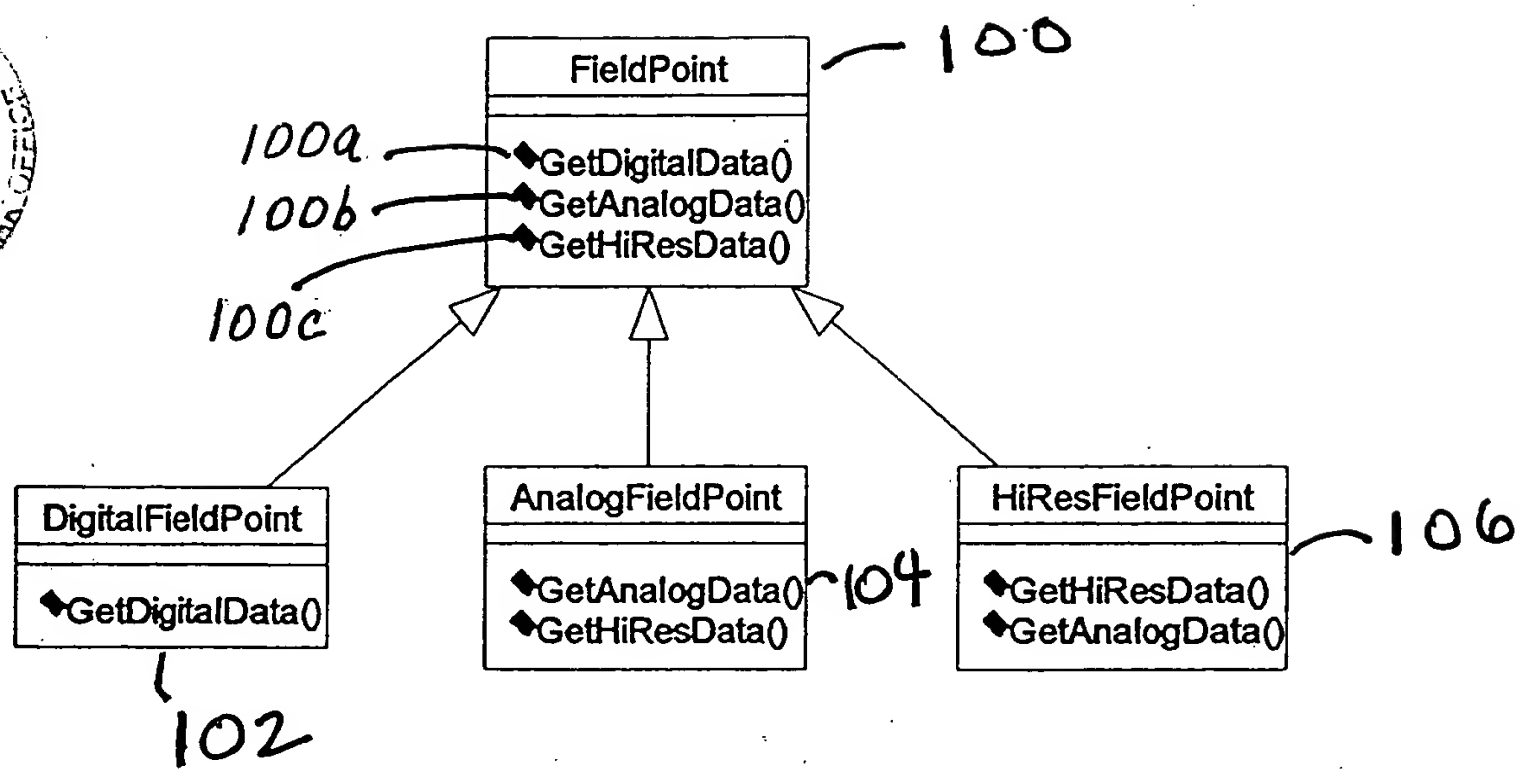 FieldPoint
100
100a
GetDigitalData()
100b
GetAnalogData()
GetHiResData()
100c
DigitalFieldPoint
GetDigitalData()
102
AnalogFieldPoint
GetAnalogData()
104
GetHiResData()
HiResFieldPoint
106
GetHiResData()
GetAnalogData()